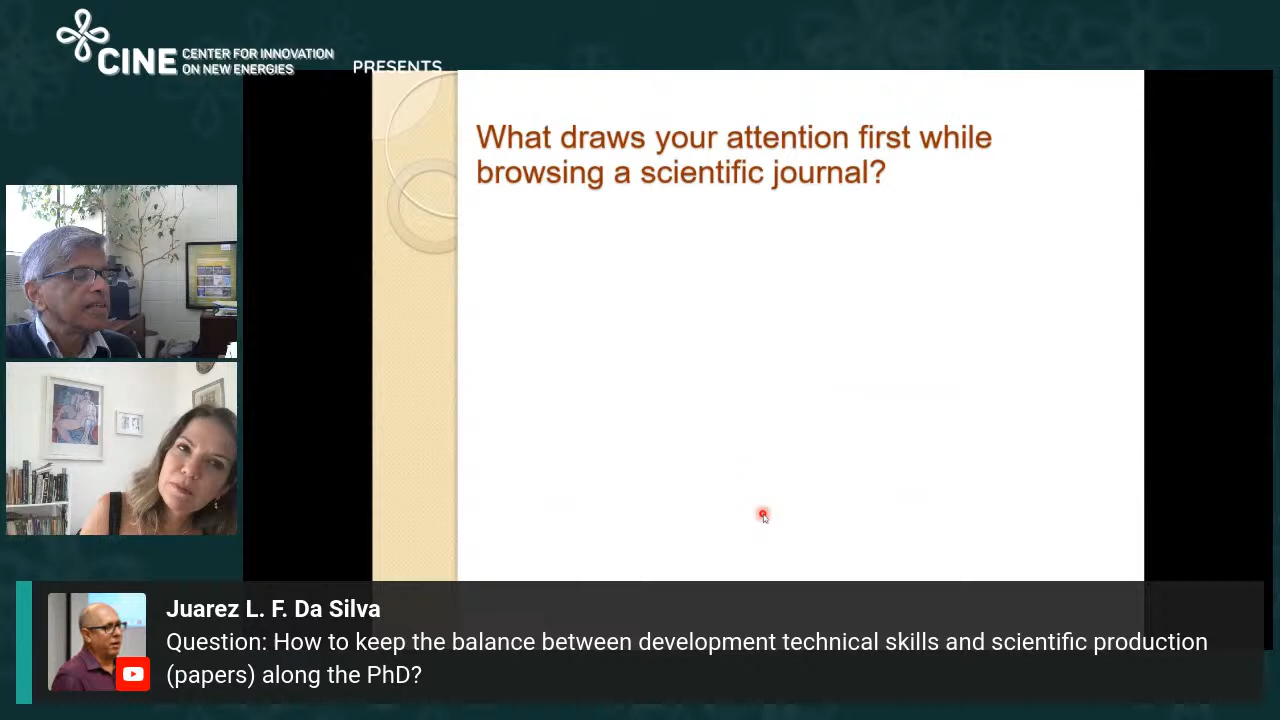 CINE
CENTER FOR INNOVATION
ON NEW ENERGIES
PRESENTS
What draws your attention first while
browsing a scientific journal?
Juarez L. F. Da Silva
Question: How to keep the balance between development technical skills and scientific production
(papers) along the PhD?